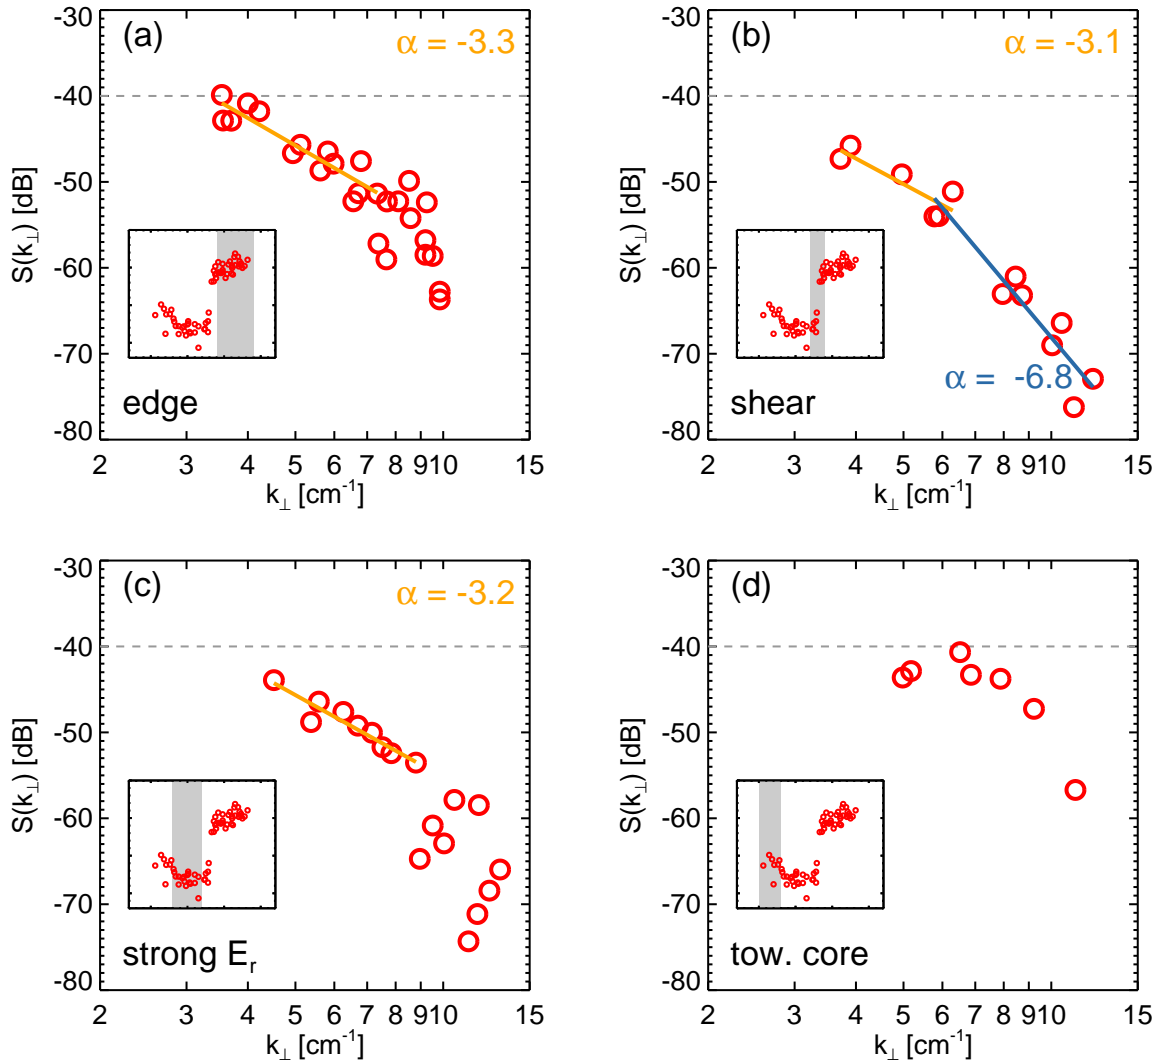 (a)
α = -3.3
-30
-40
-50
-60
-70
-80
S(k⊥) [dB]
edge
2 3 4 5 6 7 8 9 10 15
k⊥ [cm⁻¹]
(b)
α = -3.1
-30
-40
-50
-60
-70
-80
S(k⊥) [dB]
α = -6.8
shear
2 3 4 5 6 7 8 9 10 15
k⊥ [cm⁻¹]
(c)
α = -3.2
-30
-40
-50
-60
-70
-80
S(k⊥) [dB]
strong Eᵣ
2 3 4 5 6 7 8 9 10 15
k⊥ [cm⁻¹]
(d)
-30
-40
-50
-60
-70
-80
S(k⊥) [dB]
tow. core
2 3 4 5 6 7 8 9 10 15
k⊥ [cm⁻¹]